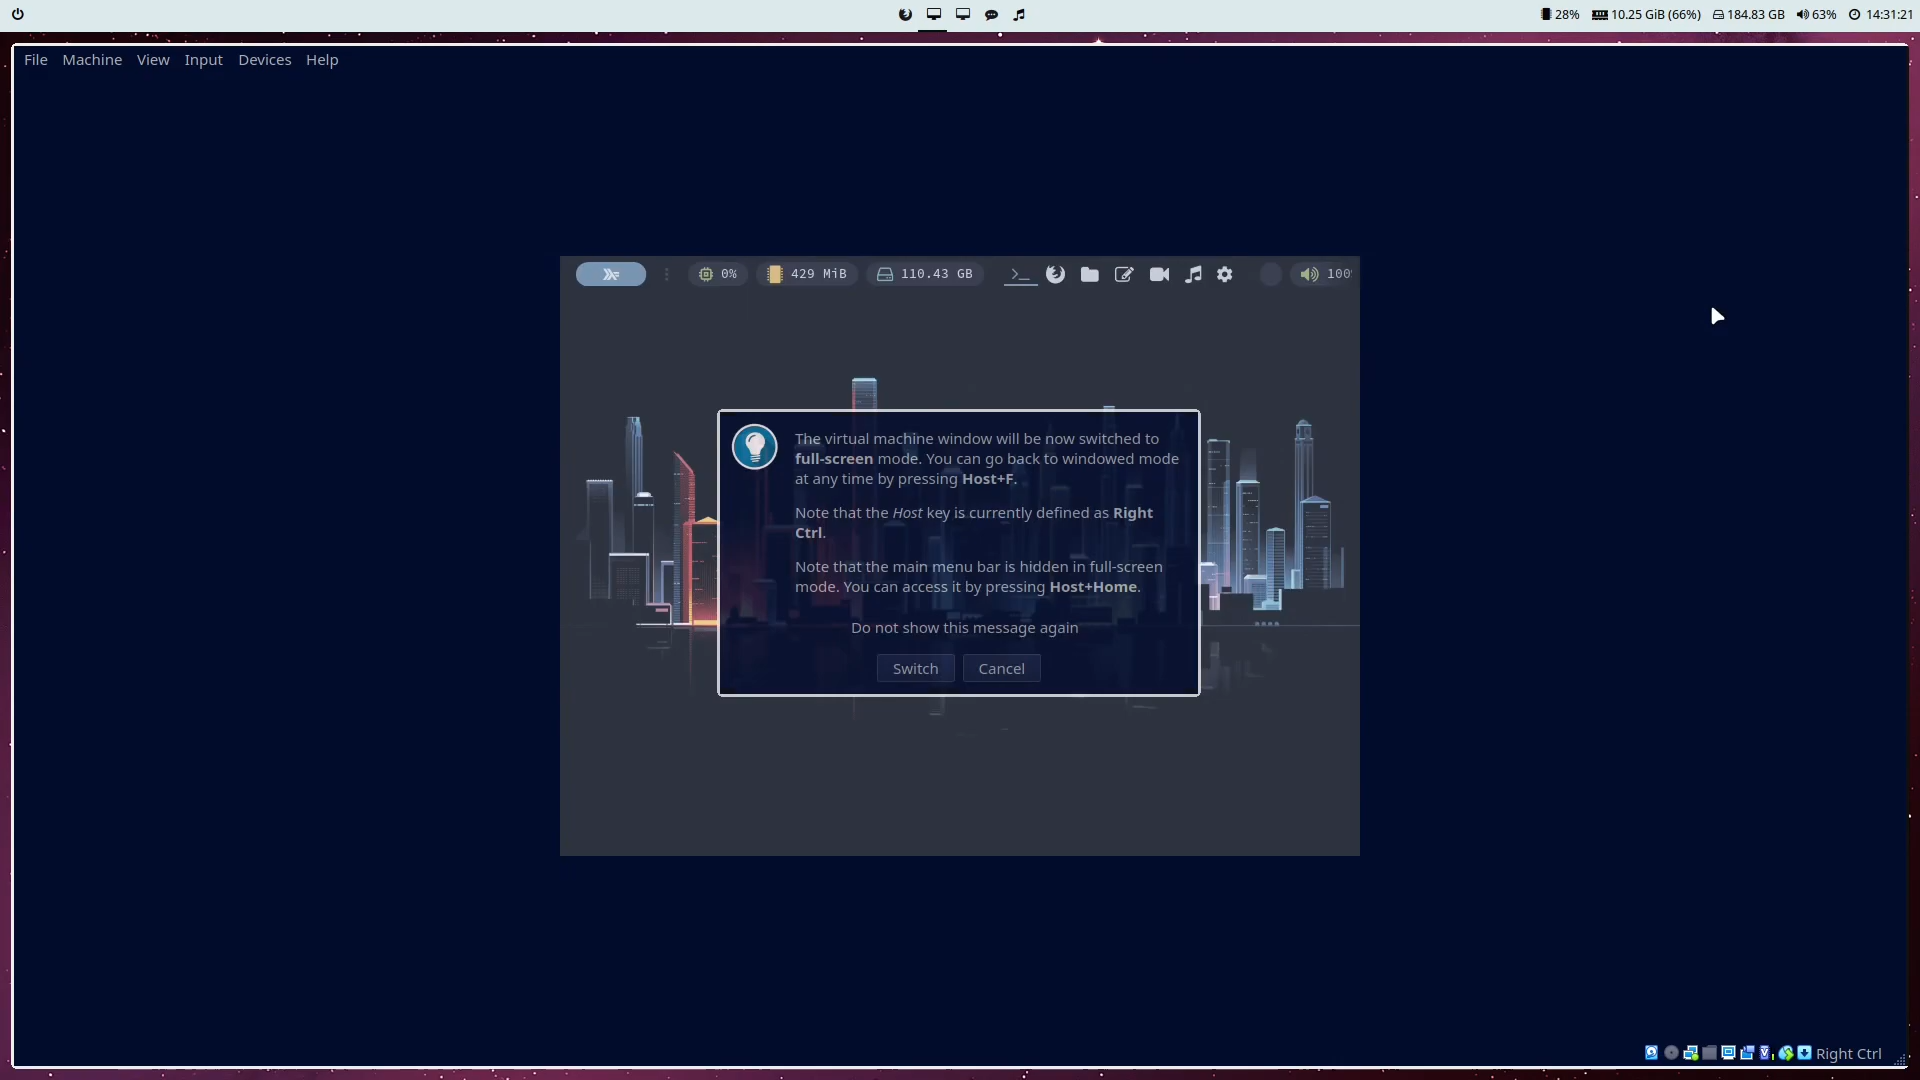 28% 10.25 GiB (66%) 184.83 GB 63% 14:31:21
File Machine View Input Devices Help
0% 429 MiB 110.43 GB >_ 100
The virtual machine window will be now switched to
full-screen mode. You can go back to windowed mode
at any time by pressing Host+F.
Note that the Host key is currently defined as Right
Ctrl.
Note that the main menu bar is hidden in full-screen
mode. You can access it by pressing Host+Home.
Do not show this message again
Switch Cancel
Right Ctrl